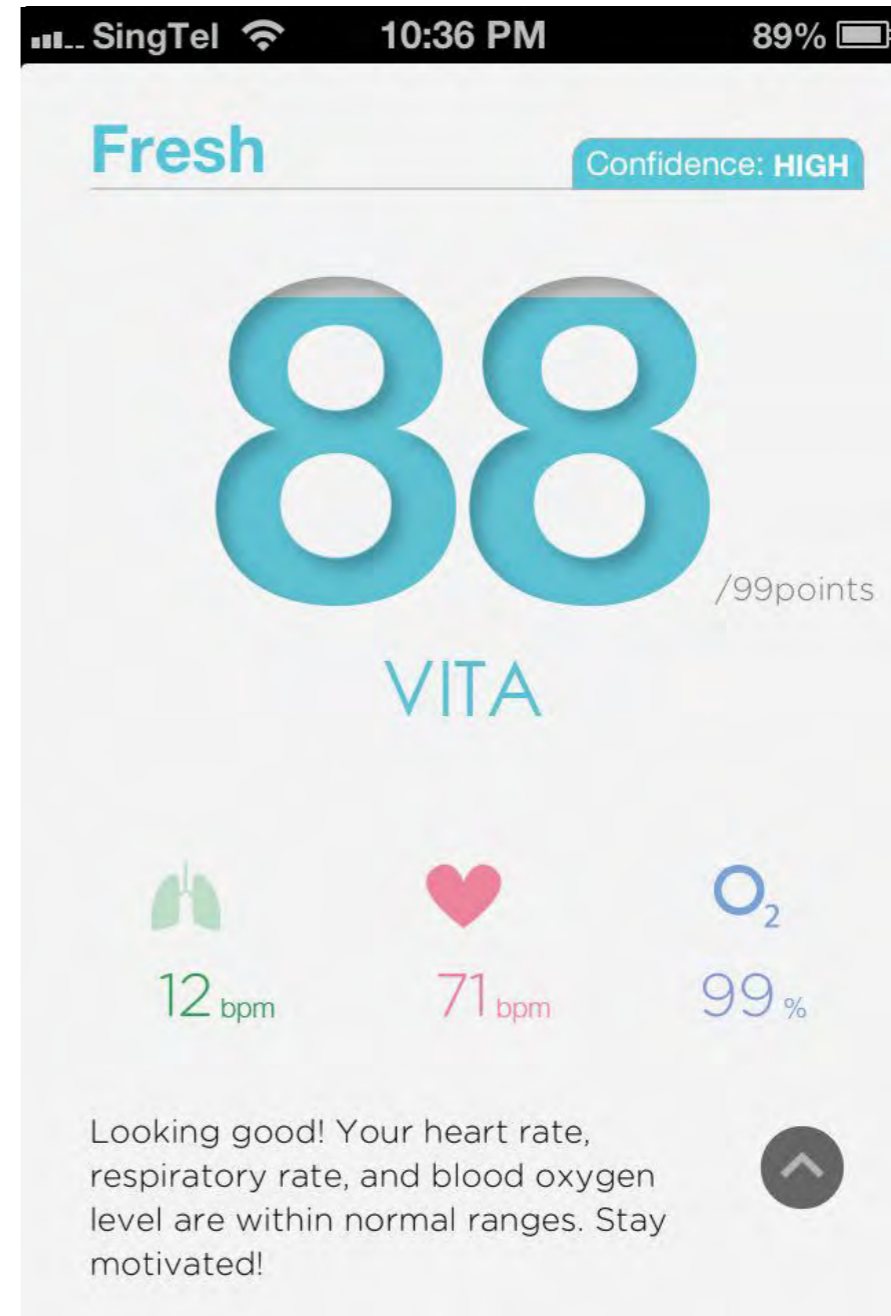 SingTel 10:36 PM 89%
Fresh
Confidence: HIGH
88
/99points
VITA
O2
12 bpm 71 bpm 99 %
Looking good! Your heart rate,
respiratory rate, and blood oxygen
level are within normal ranges. Stay
motivated!